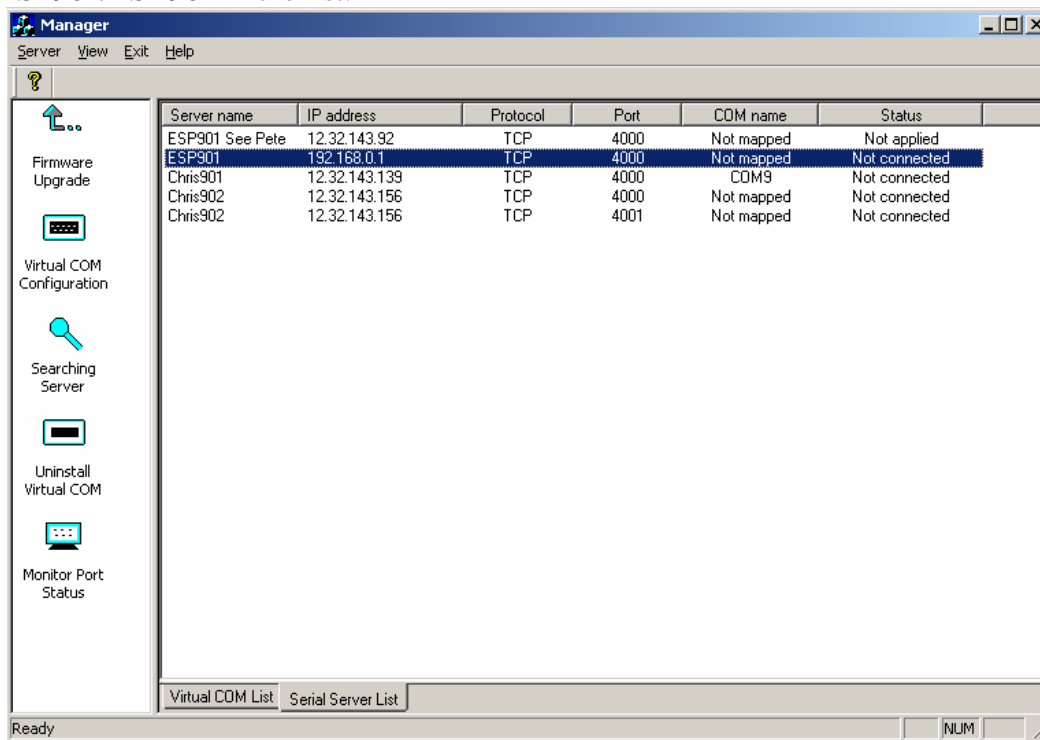 Manager
Server View Exit Help
Server name IP address Protocol Port COM name Status
ESP901 See Pete 12.32.143.92 TCP 4000 Not mapped Not applied
ESP901 192.168.0.1 TCP 4000 Not mapped Not connected
Chris901 12.32.143.139 TCP 4000 COM9 Not connected
Chris902 12.32.143.156 TCP 4000 Not mapped Not connected
Chris902 12.32.143.156 TCP 4001 Not mapped Not connected
Firmware
Upgrade
Virtual COM
Configuration
Searching
Server
Uninstall
Virtual COM
Monitor Port
Status
Virtual COM List Serial Server List
Ready NUM